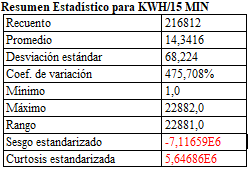 Resumen Estadístico para KWH/15 MIN
Recuento 216812
Promedio 14,3416
Desviación estándar 68,224
Coef. de variación 475,708%
Mínimo 1,0
Máximo 22882,0
Rango 22881,0
Sesgo estandarizado -7,11659E6
Curtosis estandarizada 5,64686E6